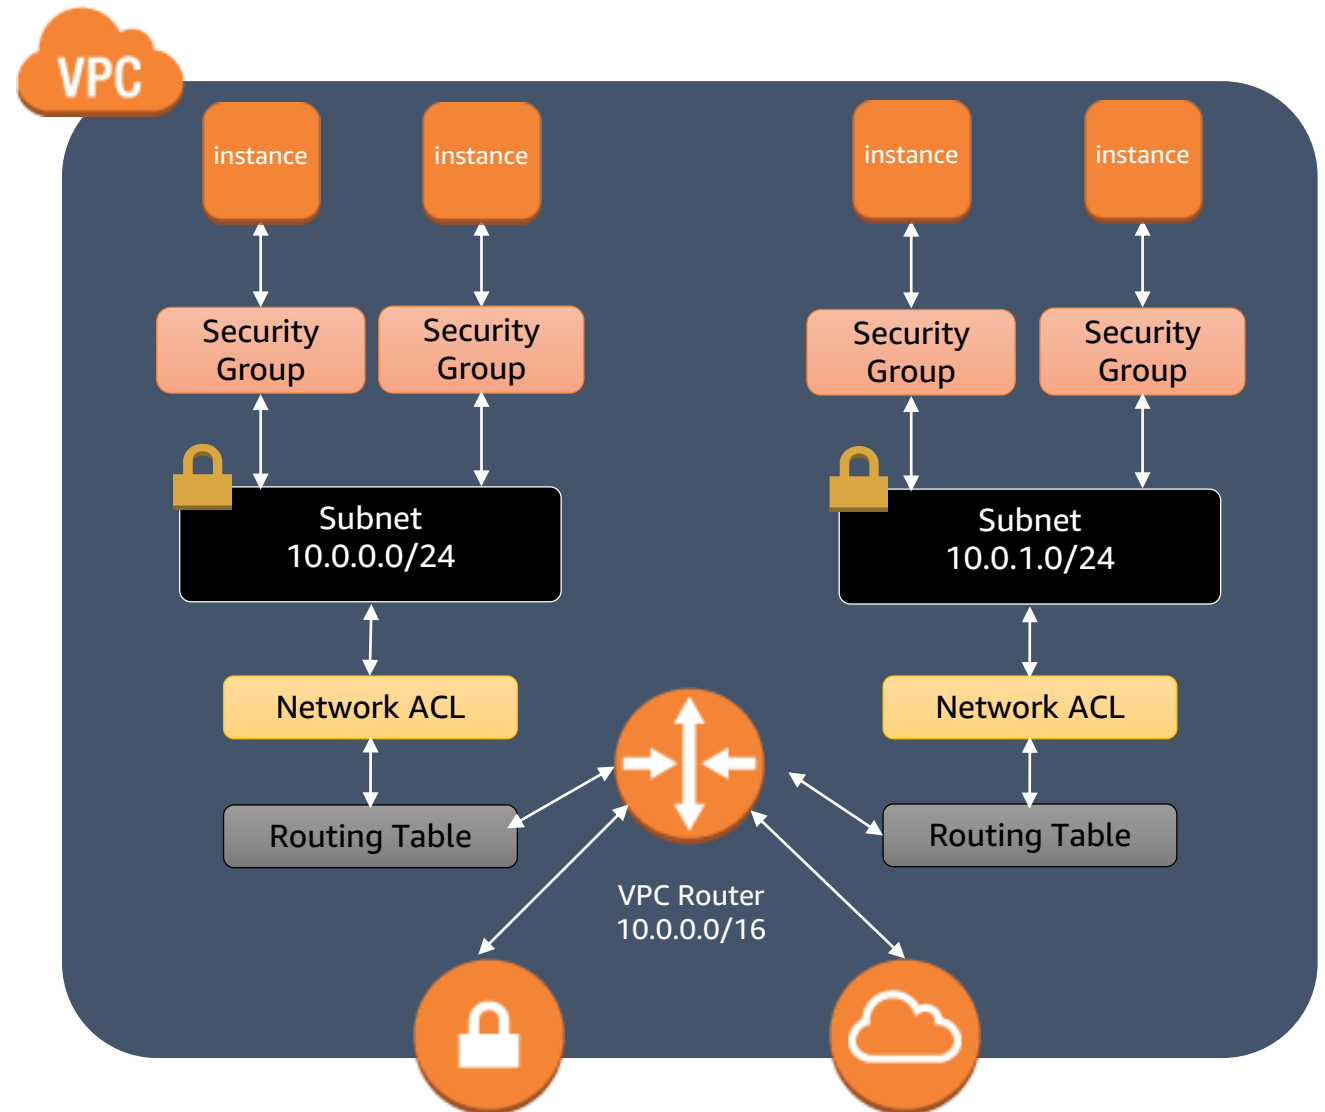 VPC
instance
instance
instance
instance
Security
Group
Security
Group
Security
Group
Security
Group
Subnet
10.0.0.0/24
Subnet
10.0.1.0/24
Network ACL
Network ACL
Routing Table
Routing Table
VPC Router
10.0.0.0/16